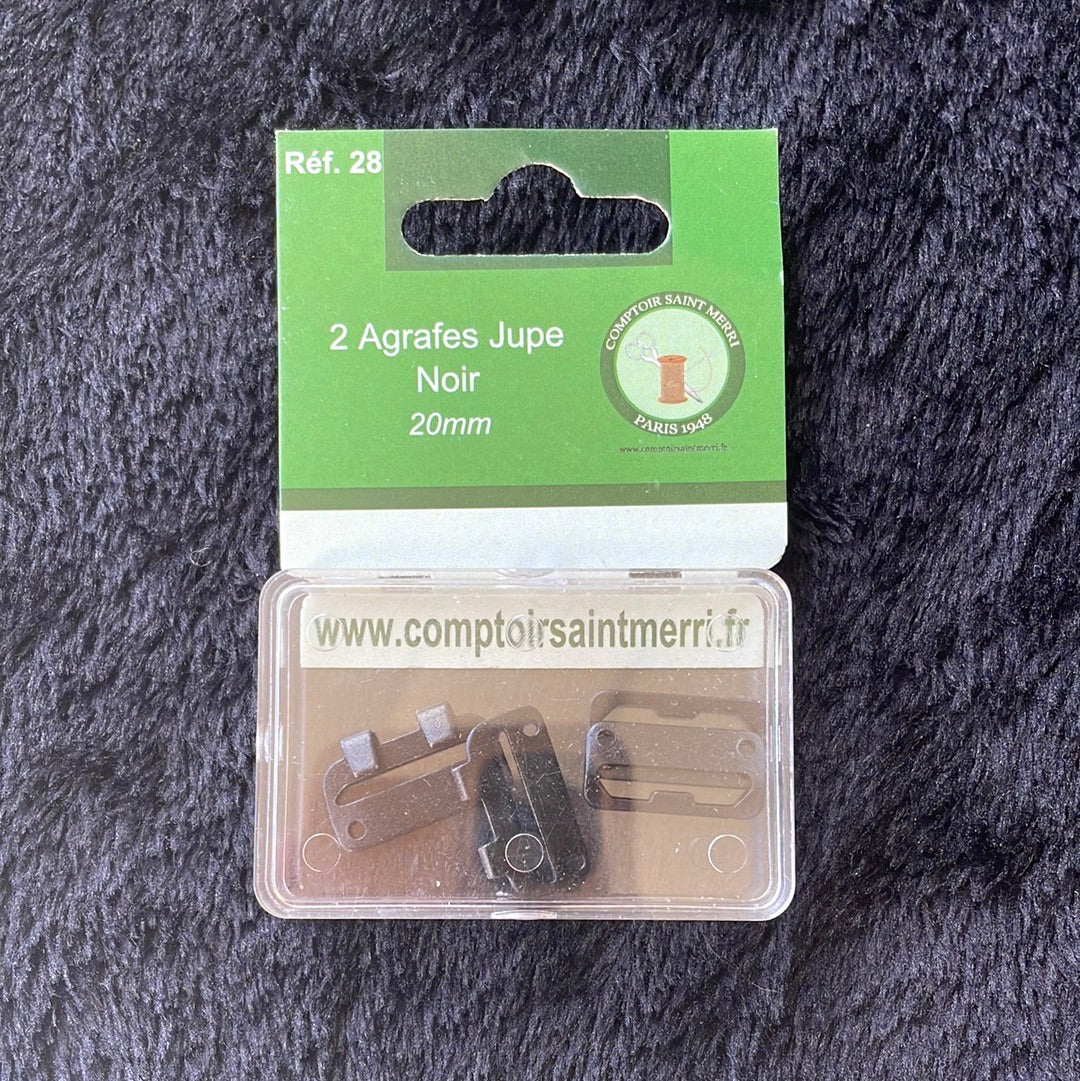 Réf. 28
2 Agrafes Jupe
Noir
20mm
COMPTOIR SAINT MERRI
PARIS 1948
www.comptoirsaintmerri.fr
www.comptoirsaintmerri.fr